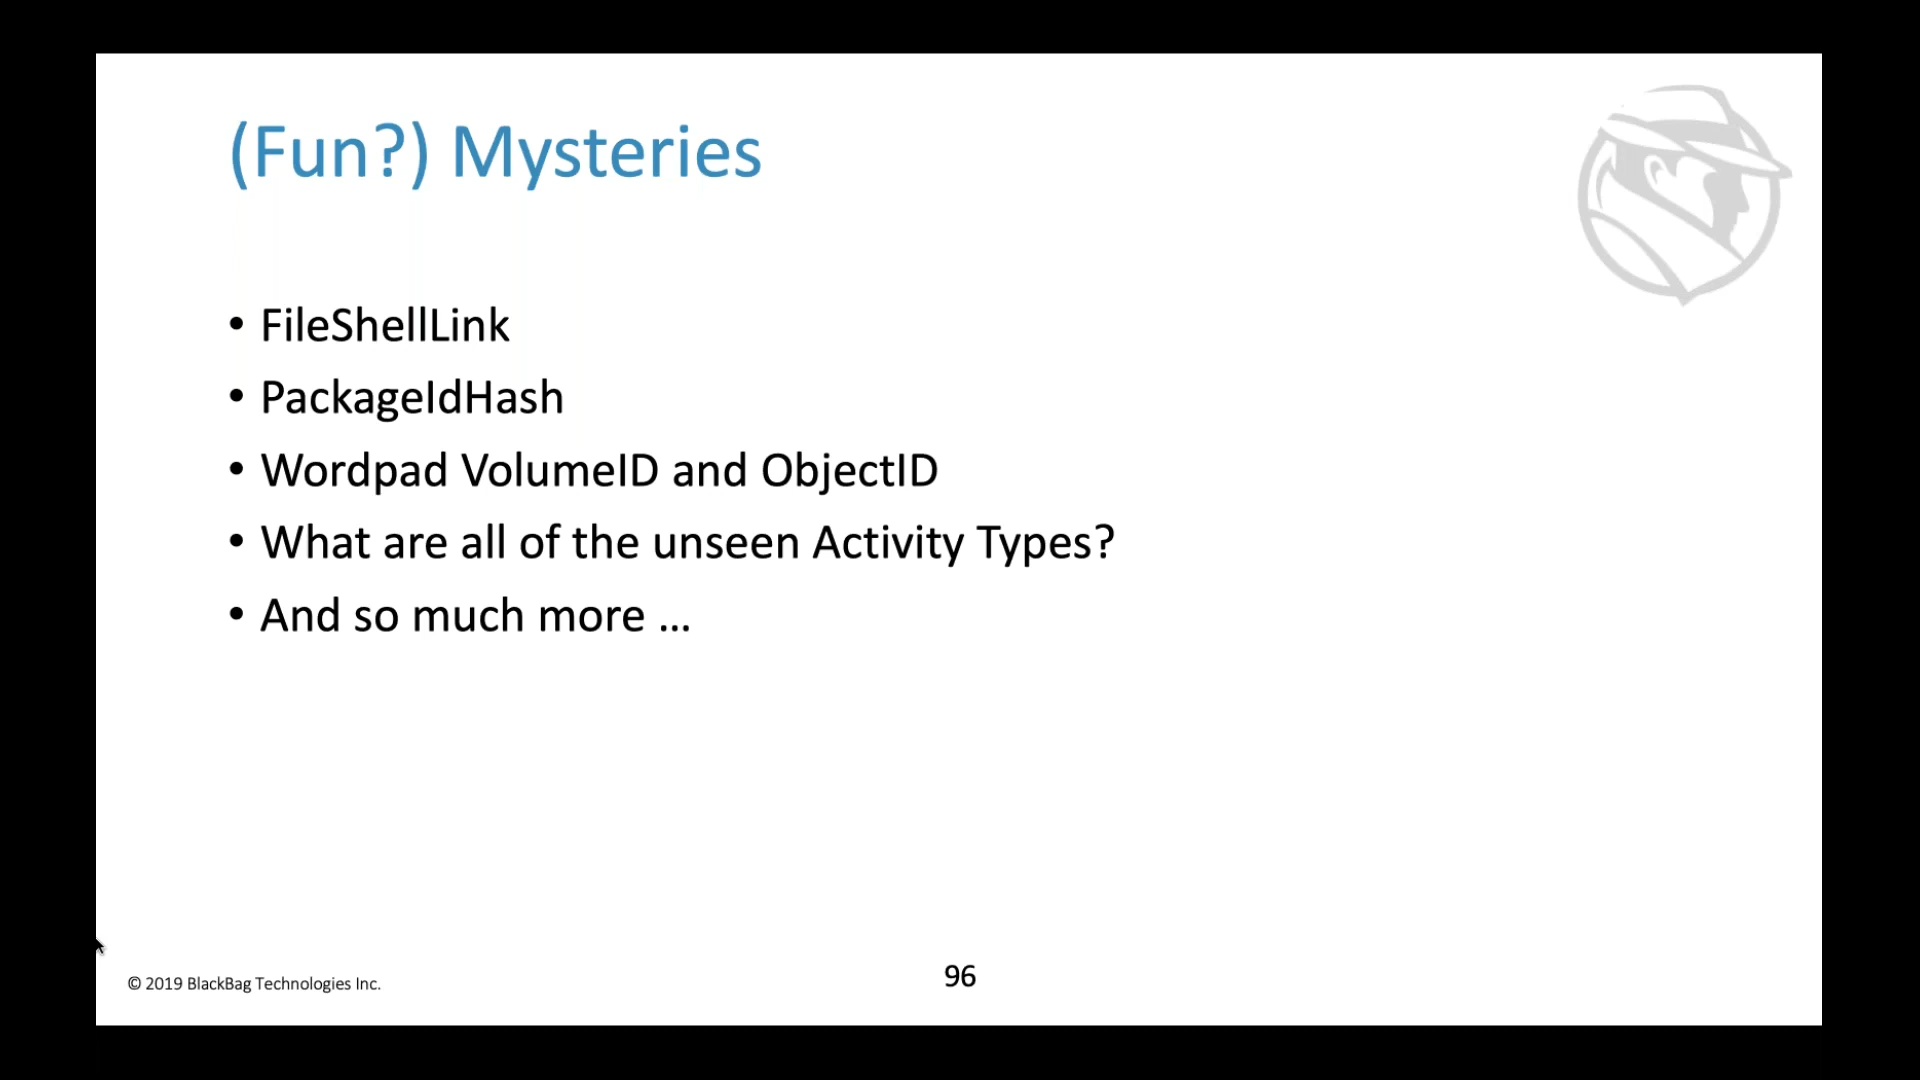 (Fun?) Mysteries
• FileShellLink
• PackageIdHash
• Wordpad VolumeID and ObjectID
• What are all of the unseen Activity Types?
• And so much more ...
© 2019 BlackBag Technologies Inc.
96